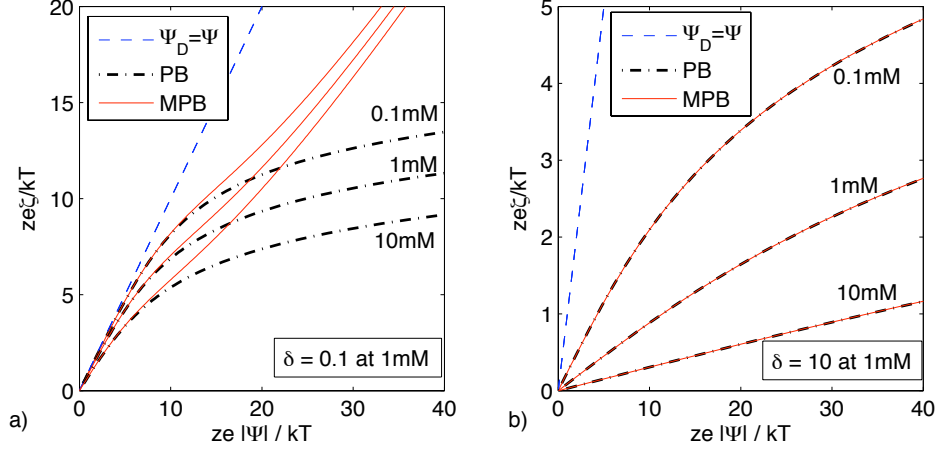 Ψ_D=Ψ
PB
MPB
0.1mM
1mM
10mM
δ = 0.1 at 1mM
zeζ/kT
20
15
10
5
0
0 10 20 30 40
ze |Ψ| / kT
a)
Ψ_D=Ψ
PB
MPB
0.1mM
1mM
10mM
δ = 10 at 1mM
zeζ/kT
5
4
3
2
1
0
0 10 20 30 40
ze |Ψ| / kT
b)